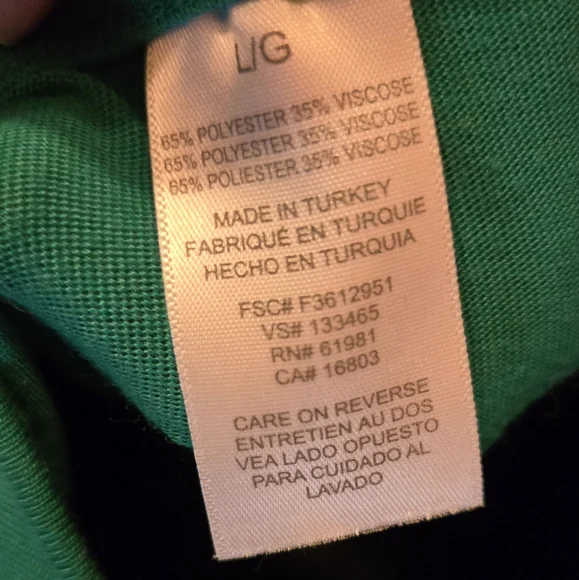 L/G
65% POLYESTER 35% VISCOSE
65% POLYESTER 35% VISCOSE
65% POLIESTER 35% VISCOSE
MADE IN TURKEY
FABRIQUÉ EN TURQUIE
HECHO EN TURQUIA
FSC# F3612951
VS# 133465
RN# 61981
CA# 16803
CARE ON REVERSE
ENTRETIEN AU DOS
VEA LADO OPUESTO
PARA CUIDADO AL
LAVADO